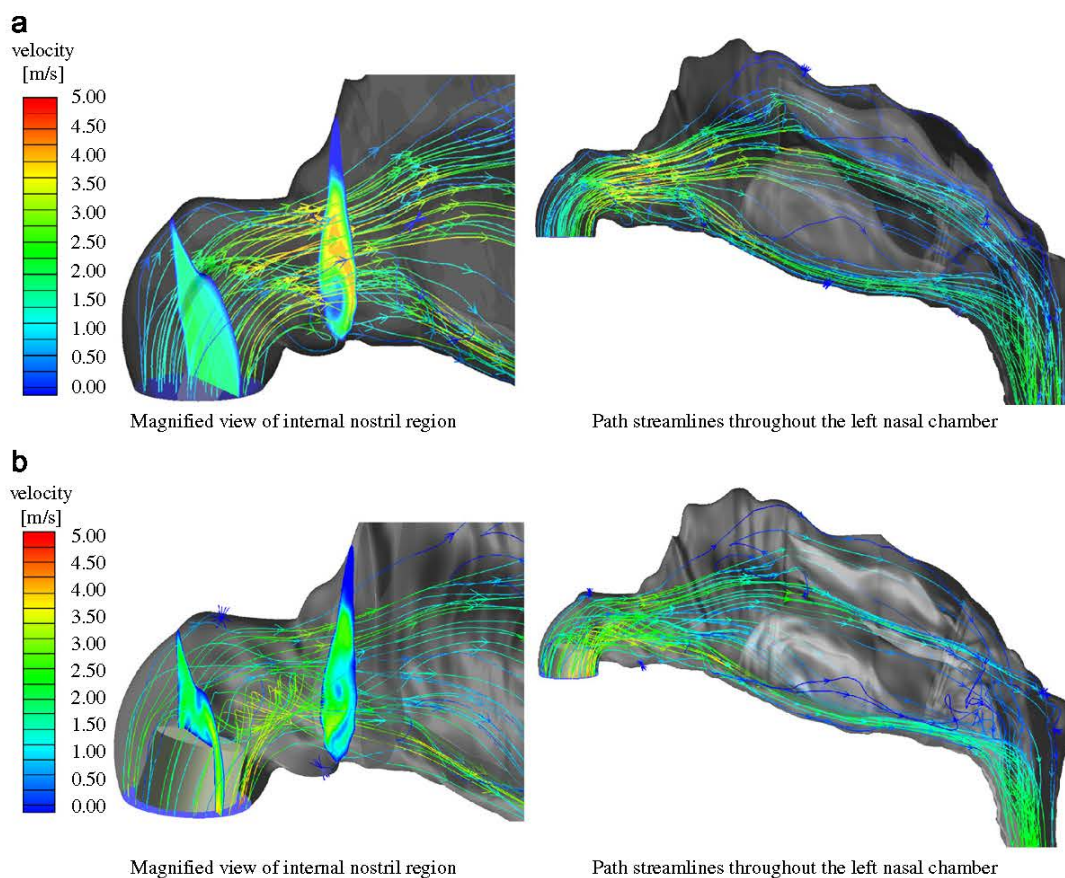 a
velocity
[m/s]
5.00
4.50
4.00
3.50
3.00
2.50
2.00
1.50
1.00
0.50
0.00
Magnified view of internal nostril region
Path streamlines throughout the left nasal chamber
b
velocity
[m/s]
5.00
4.50
4.00
3.50
3.00
2.50
2.00
1.50
1.00
0.50
0.00
Magnified view of internal nostril region
Path streamlines throughout the left nasal chamber